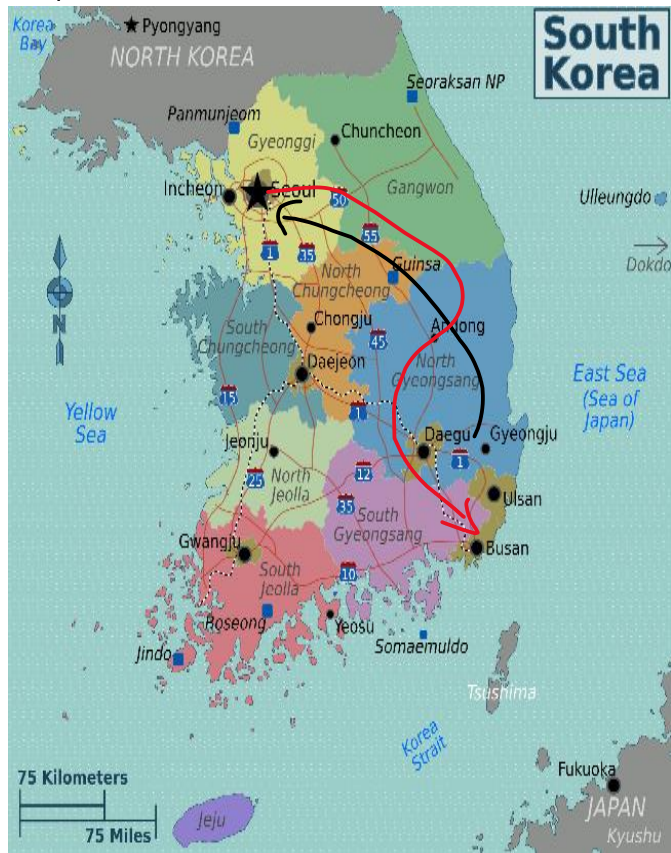 Korea
Bay
Pyongyang
NORTH KOREA
South
Korea
Seoraksan NP
Panmunjeom
Gyeonggi
Chuncheon
Gangwon
Incheon
Seoul
50
Ulleungdo
55
Dokdo
1
35
North
Chungcheong
Guinsa
N
South
Chungcheong
Chongju
45
Andong
North
Gyeongsang
Daejeon
15
1
East Sea
(Sea of
Japan)
Yellow
Sea
Jeonju
Daegu
Gyeongju
1
12
25
North
Jeolla
35
South
Gyeongsang
Ulsan
Gwangju
Busan
10
South
Jeolla
Boseong
Yeosu
Somaemuldo
Jindo
Tsushima
Korea
Strait
75 Kilometers
75 Miles
Jeju
Fukuoka
JAPAN
Kyushu